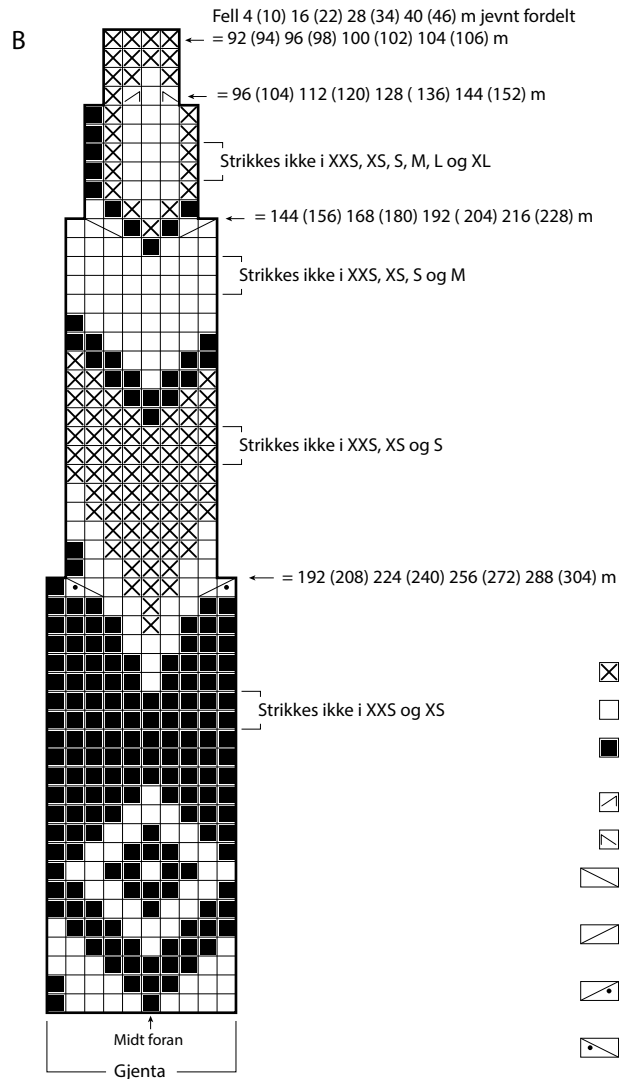 Fell 4 (10) 16 (22) 28 (34) 40 (46) m jevnt fordelt
B
= 92 (94) 96 (98) 100 (102) 104 (106) m
= 96 (104) 112 (120) 128 ( 136) 144 (152) m
Strikkes ikke i XXS, XS, S, M, L og XL
= 144 (156) 168 (180) 192 ( 204) 216 (228) m
Strikkes ikke i XXS, XS, S og M
Strikkes ikke i XXS, XS og S
= 192 (208) 224 (240) 256 (272) 288 (304) m
Strikkes ikke i XXS og XS
Midt foran
Gjenta